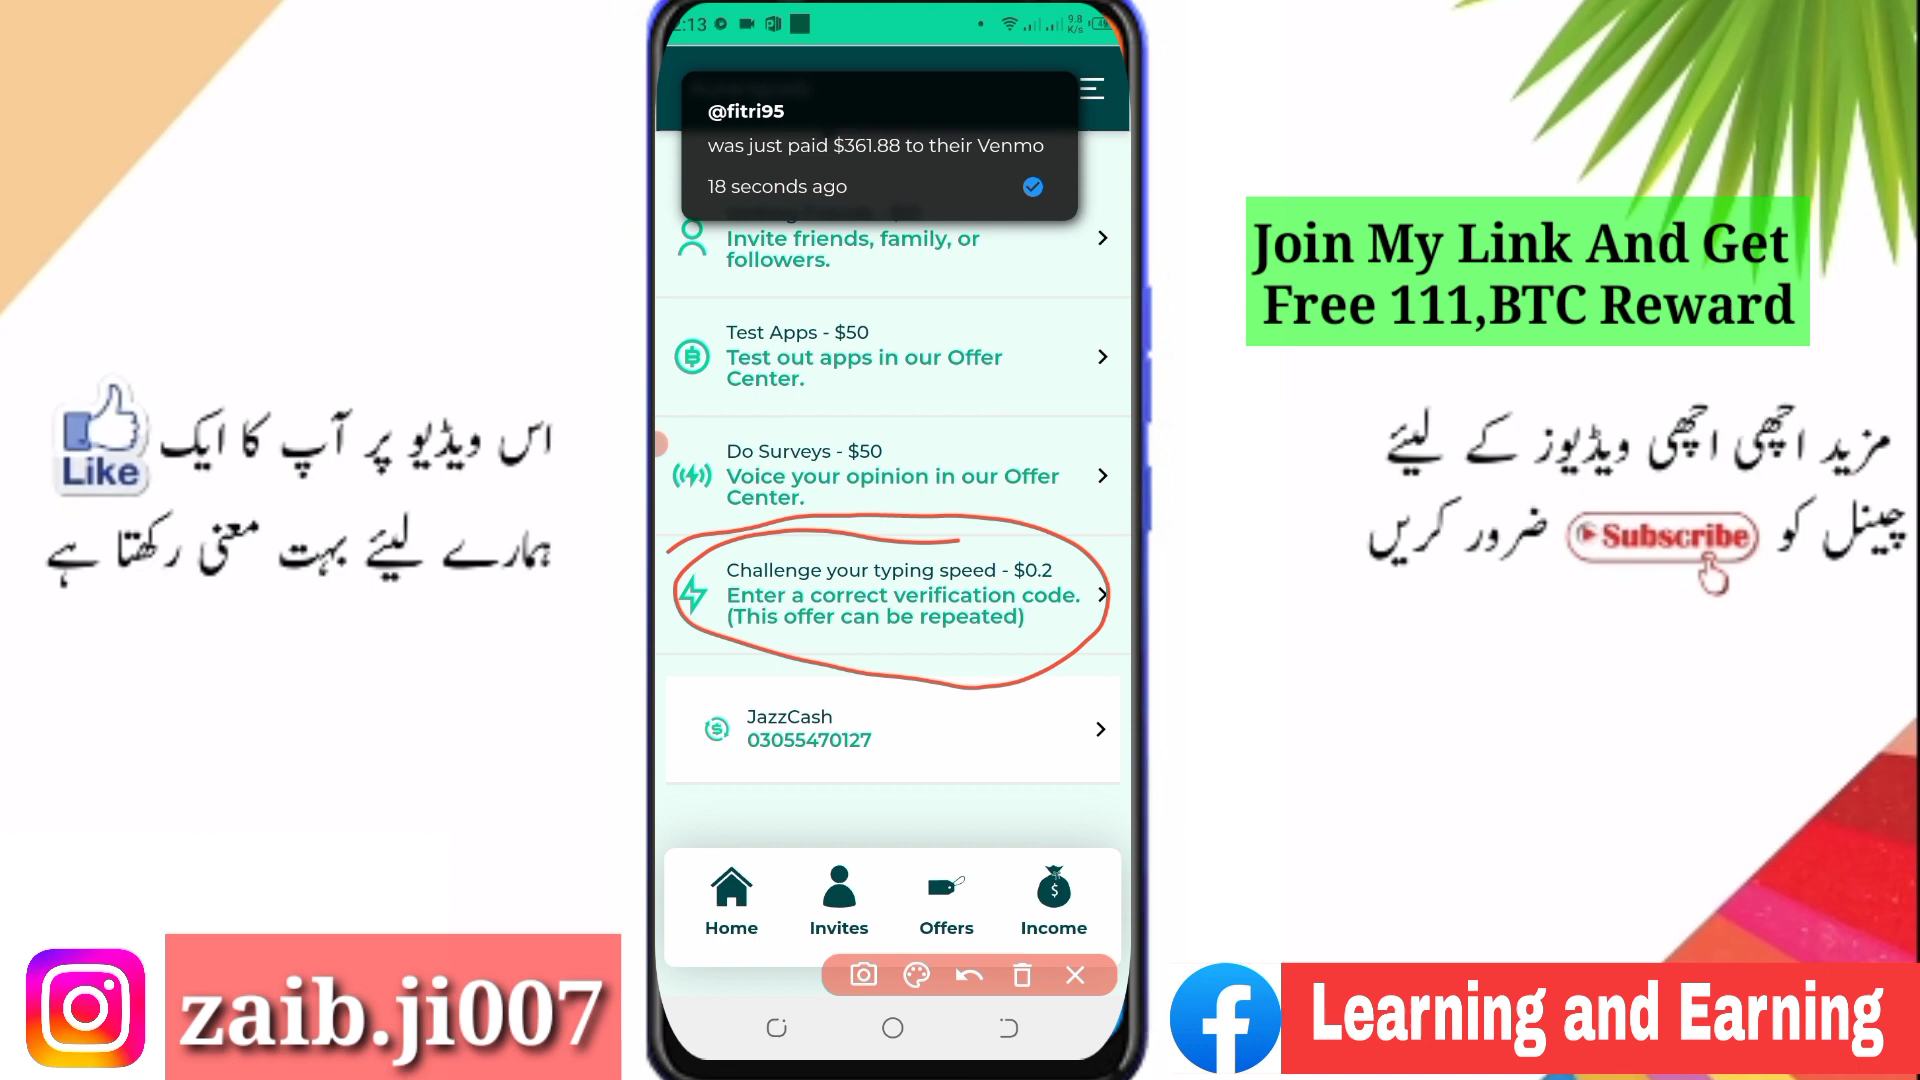 2:13
9.8
K/s
@fitri95
was just paid $361.88 to their Venmo
18 seconds ago
Invite friends, family, or
followers.
Test Apps - $50
Test out apps in our Offer
Center.
Do Surveys - $50
Voice your opinion in our Offer
Center.
Challenge your typing speed - $0.2
Enter a correct verification code.
(This offer can be repeated)
JazzCash
03055470127
Home
Invites
Offers
Income
اس ویڈیو پر آپ کا ایک Like
ہمارے لیئے بہت معنی رکھتا ہے
Join My Link And Get
Free 111,BTC Reward
مزید اچھی اچھی ویڈیوز کے لیئے
چینل کو Subscribe ضرور کریں
zaib.ji007
Learning and Earning